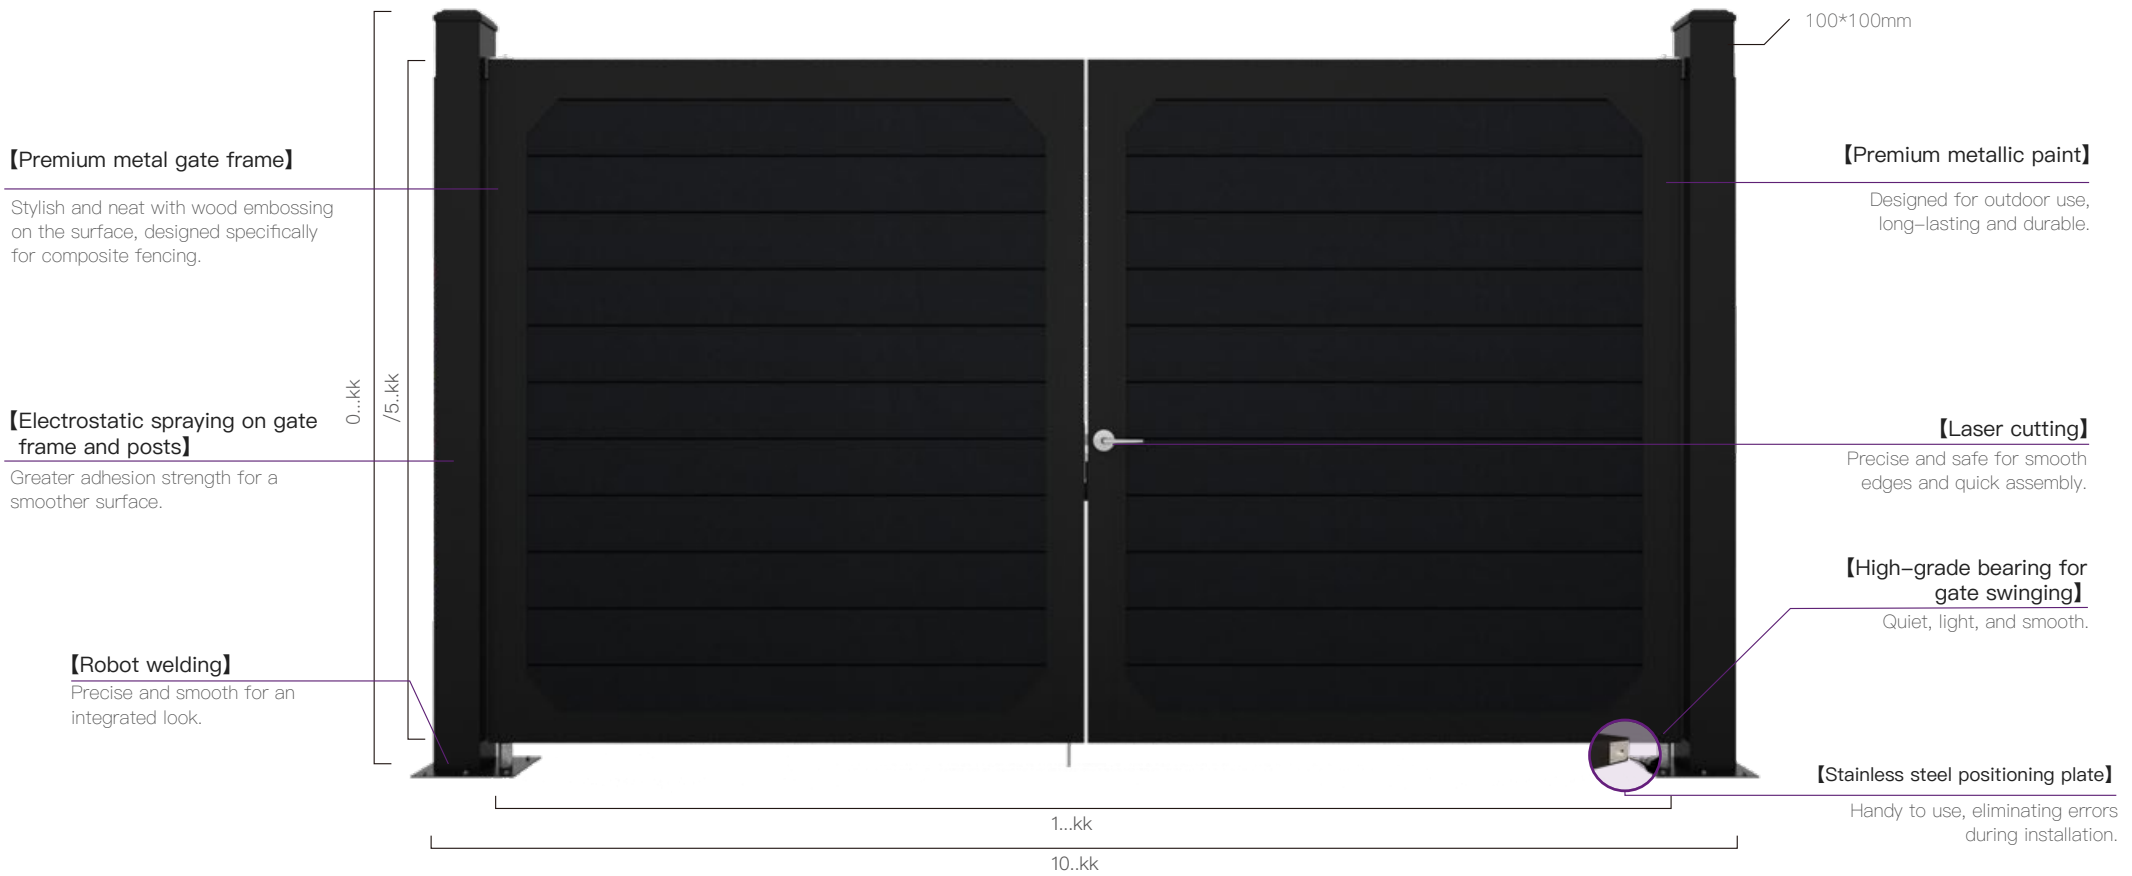 100*100mm
【Premium metal gate frame】
Stylish and neat with wood embossing
on the surface, designed specifically
for composite fencing.
【Premium metallic paint】
Designed for outdoor use,
long-lasting and durable.
0...kk
/5..kk
【Electrostatic spraying on gate
frame and posts】
Greater adhesion strength for a
smoother surface.
【Laser cutting】
Precise and safe for smooth
edges and quick assembly.
【High-grade bearing for
gate swinging】
Quiet, light, and smooth.
【Robot welding】
Precise and smooth for an
integrated look.
【Stainless steel positioning plate】
Handy to use, eliminating errors
during installation.
1...kk
10..kk